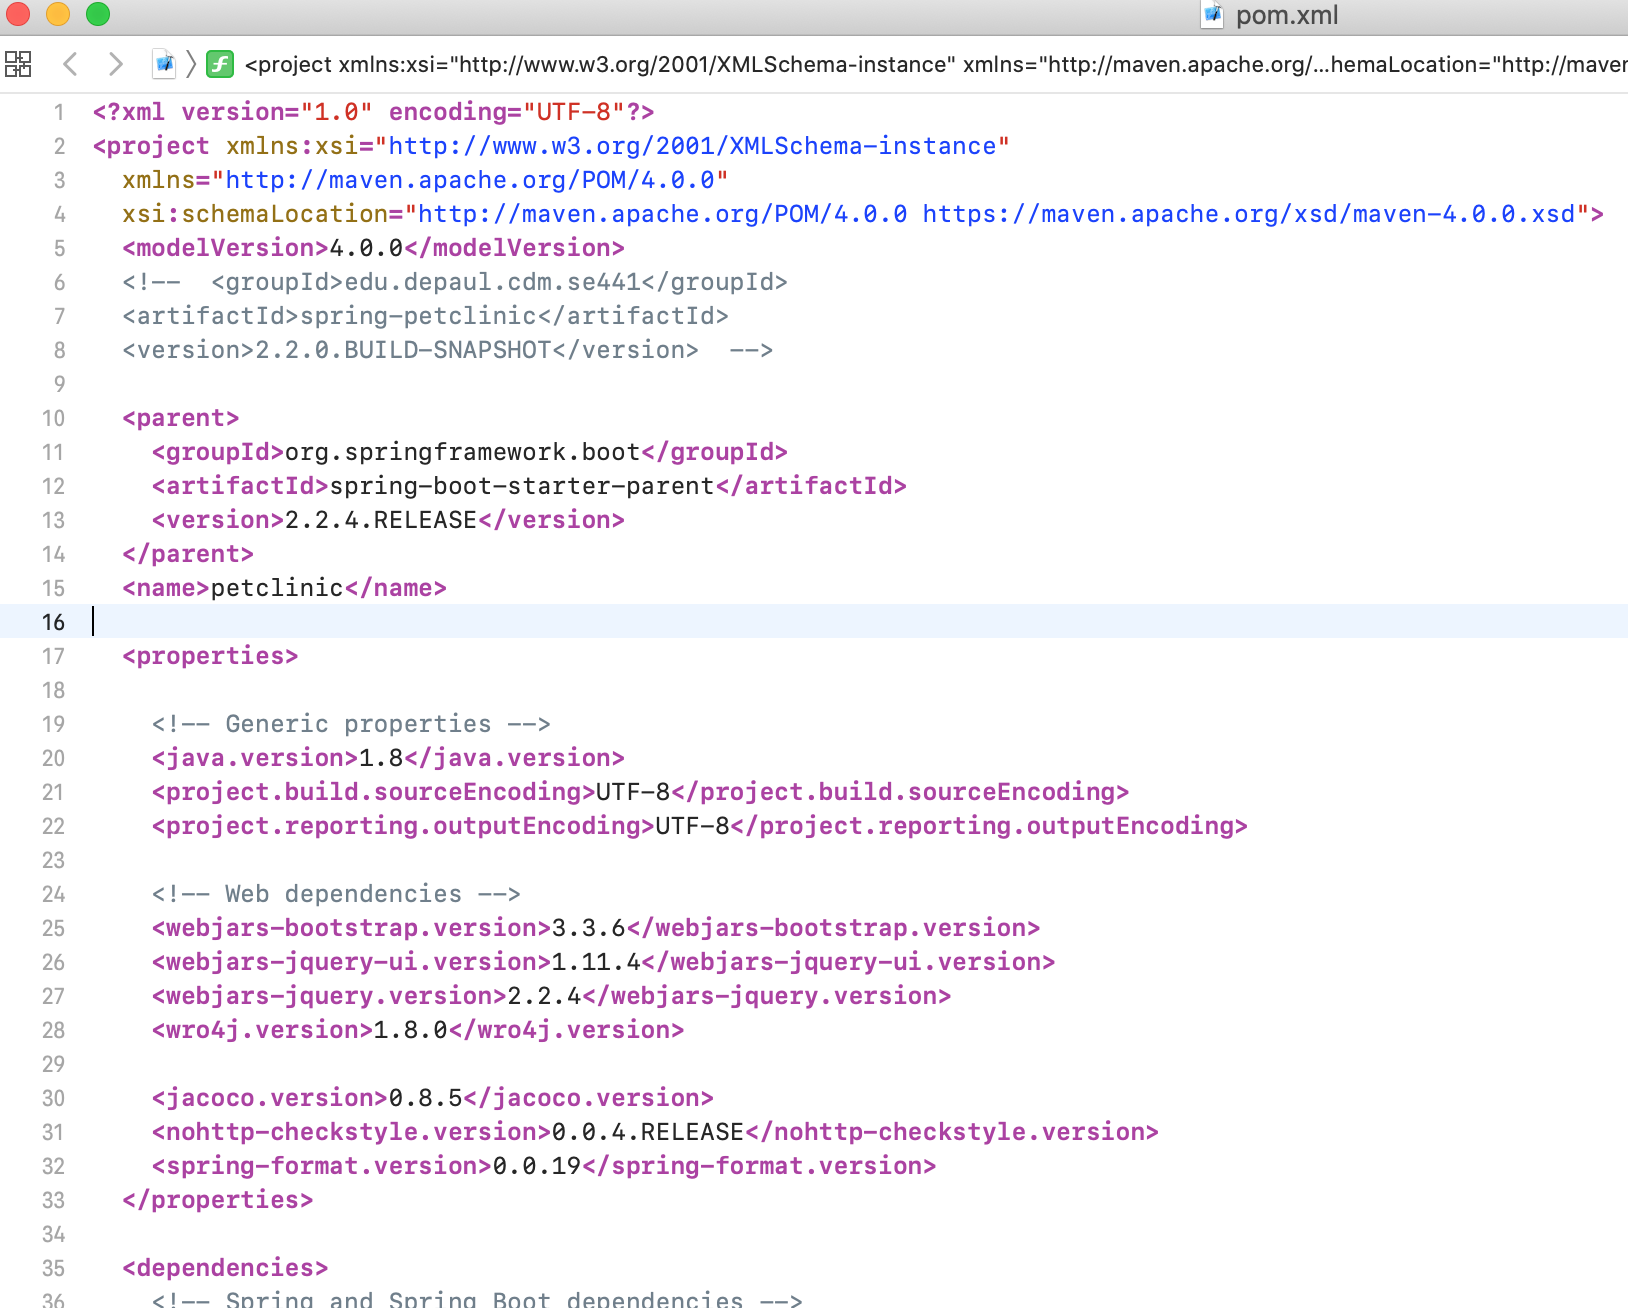 pom.xml
<project xmlns:xsi="http://www.w3.org/2001/XMLSchema-instance" xmlns="http://maven.apache.org/...hemaLocation="http://maven
1 <?xml version="1.0" encoding="UTF-8"?>
2 <project xmlns:xsi="http://www.w3.org/2001/XMLSchema-instance"
3 xmlns="http://maven.apache.org/POM/4.0.0"
4 xsi:schemaLocation="http://maven.apache.org/POM/4.0.0 https://maven.apache.org/xsd/maven-4.0.0.xsd">
5 <modelVersion>4.0.0</modelVersion>
6 <!--  <groupId>edu.depaul.cdm.se441</groupId>
7 <artifactId>spring-petclinic</artifactId>
8 <version>2.2.0.BUILD-SNAPSHOT</version>  -->
9
10 <parent>
11 <groupId>org.springframework.boot</groupId>
12 <artifactId>spring-boot-starter-parent</artifactId>
13 <version>2.2.4.RELEASE</version>
14 </parent>
15 <name>petclinic</name>
16
17 <properties>
18
19 <!-- Generic properties -->
20 <java.version>1.8</java.version>
21 <project.build.sourceEncoding>UTF-8</project.build.sourceEncoding>
22 <project.reporting.outputEncoding>UTF-8</project.reporting.outputEncoding>
23
24 <!-- Web dependencies -->
25 <webjars-bootstrap.version>3.3.6</webjars-bootstrap.version>
26 <webjars-jquery-ui.version>1.11.4</webjars-jquery-ui.version>
27 <webjars-jquery.version>2.2.4</webjars-jquery.version>
28 <wro4j.version>1.8.0</wro4j.version>
29
30 <jacoco.version>0.8.5</jacoco.version>
31 <nohttp-checkstyle.version>0.0.4.RELEASE</nohttp-checkstyle.version>
32 <spring-format.version>0.0.19</spring-format.version>
33 </properties>
34
35 <dependencies>
36 <!-- Spring and Spring Boot dependencies -->